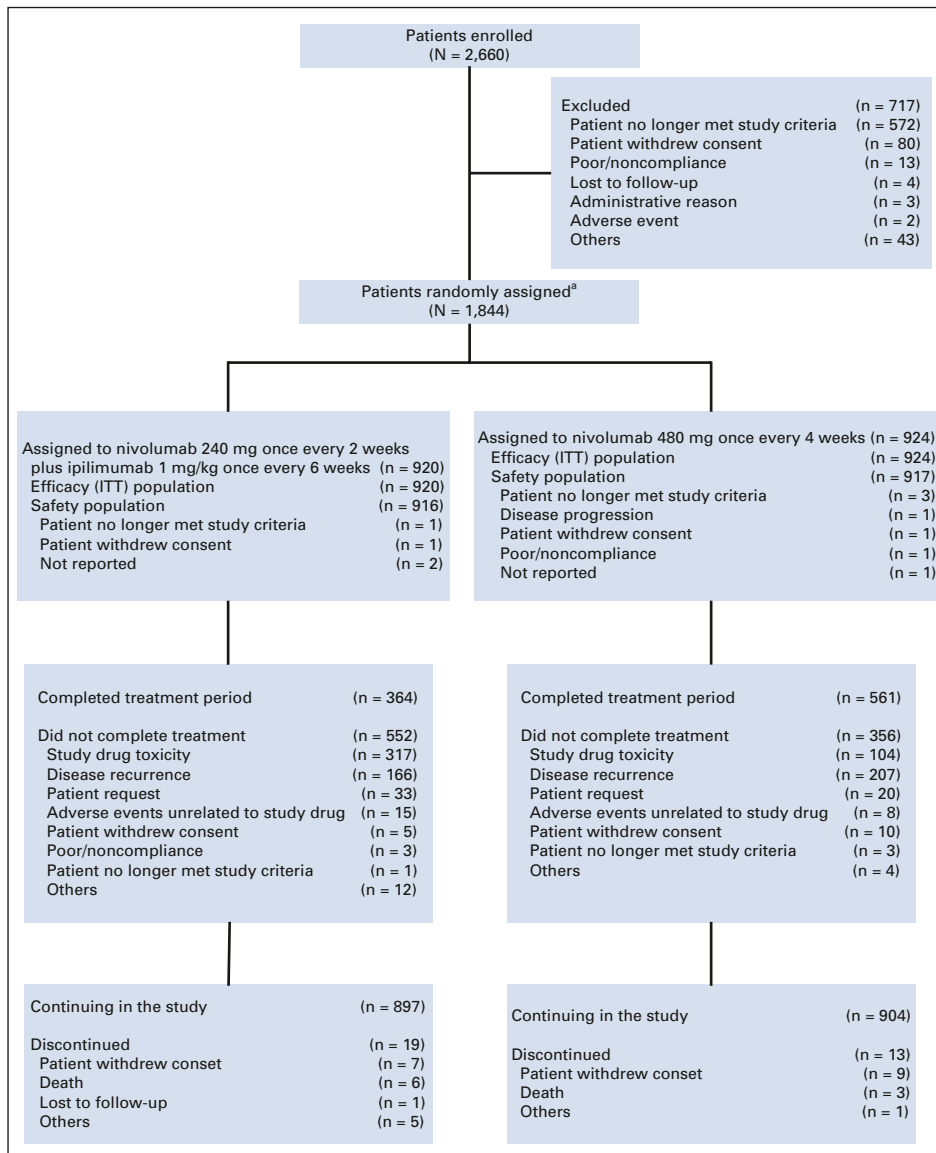 Patients enrolled
(N = 2,660)
Excluded (n = 717)
Patient no longer met study criteria (n = 572)
Patient withdrew consent (n = 80)
Poor/noncompliance (n = 13)
Lost to follow-up (n = 4)
Administrative reason (n = 3)
Adverse event (n = 2)
Others (n = 43)
Patients randomly assignedᵃ
(N = 1,844)
Assigned to nivolumab 240 mg once every 2 weeks
plus ipilimumab 1 mg/kg once every 6 weeks (n = 920)
Efficacy (ITT) population (n = 920)
Safety population (n = 916)
Patient no longer met study criteria (n = 1)
Patient withdrew consent (n = 1)
Not reported (n = 2)
Assigned to nivolumab 480 mg once every 4 weeks (n = 924)
Efficacy (ITT) population (n = 924)
Safety population (n = 917)
Patient no longer met study criteria (n = 3)
Disease progression (n = 1)
Patient withdrew consent (n = 1)
Poor/noncompliance (n = 1)
Not reported (n = 1)
Completed treatment period (n = 364)
Did not complete treatment (n = 552)
Study drug toxicity (n = 317)
Disease recurrence (n = 166)
Patient request (n = 33)
Adverse events unrelated to study drug (n = 15)
Patient withdrew consent (n = 5)
Poor/noncompliance (n = 3)
Patient no longer met study criteria (n = 1)
Others (n = 12)
Completed treatment period (n = 561)
Did not complete treatment (n = 356)
Study drug toxicity (n = 104)
Disease recurrence (n = 207)
Patient request (n = 20)
Adverse events unrelated to study drug (n = 8)
Patient withdrew consent (n = 10)
Patient no longer met study criteria (n = 3)
Others (n = 4)
Continuing in the study (n = 897)
Discontinued (n = 19)
Patient withdrew conset (n = 7)
Death (n = 6)
Lost to follow-up (n = 1)
Others (n = 5)
Continuing in the study (n = 904)
Discontinued (n = 13)
Patient withdrew conset (n = 9)
Death (n = 3)
Others (n = 1)